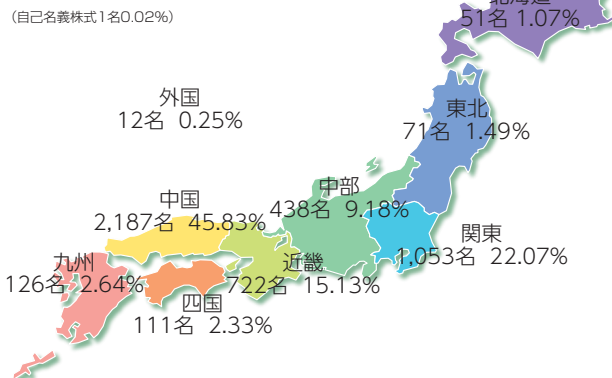 （自己名義株式1名0.02%）
北海道
51名 1.07%
外国
12名 0.25%
東北
71名 1.49%
中部
438名 9.18%
中国
2,187名 45.83%
関東
1,053名 22.07%
九州
126名 2.64%
近畿
722名 15.13%
四国
111名 2.33%